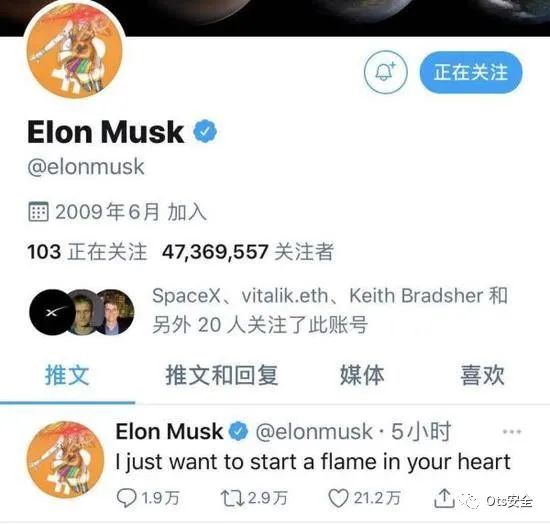 正在关注
Elon Musk
@elonmusk
2009年6月 加入
103 正在关注 47,369,557 关注者
SpaceX、vitalik.eth、Keith Bradsher 和
另外 20 人关注了此账号
推文 推文和回复 媒体 喜欢
Elon Musk @elonmusk · 5小时
I just want to start a flame in your heart
1.9万 2.9万 21.2万
Ots安全